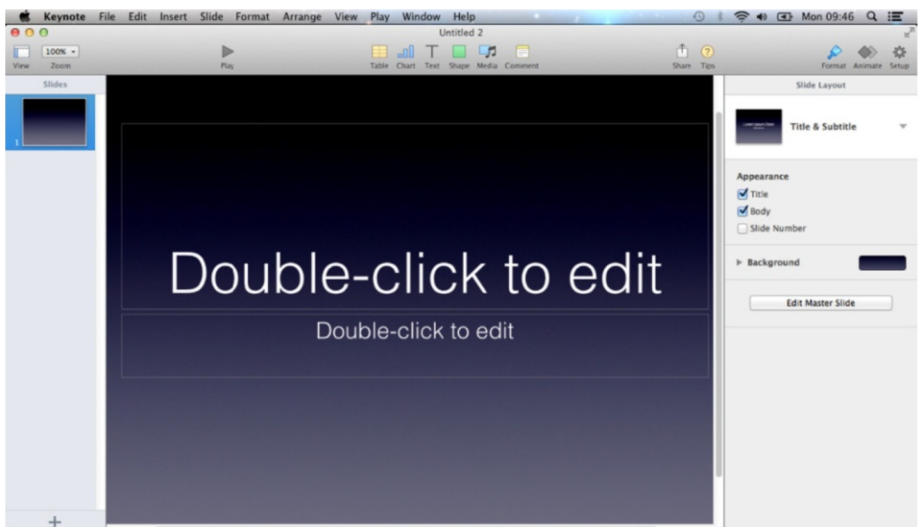 Keynote File Edit Insert Slide Format Arrange View Play Window Help Mon 09:46
Untitled 2
100%
View Zoom Play Table Chart Text Shape Media Comment Share Tips Format Animate Setup
Slides
Slide Layout
1
Title & Subtitle
Appearance
Title
Body
Slide Number
Background
Edit Master Slide
Double-click to edit
Double-click to edit